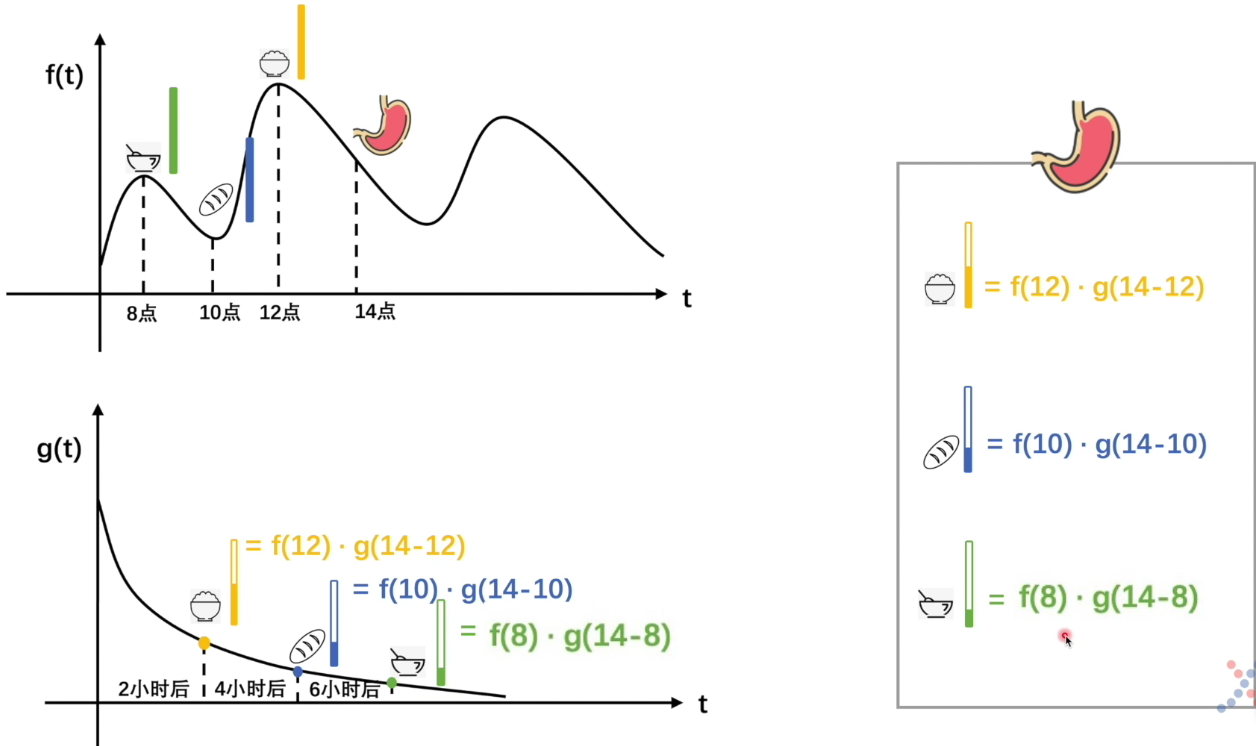 f(t)
8点
10点
12点
14点
t
g(t)
= f(12) · g(14-12)
= f(10) · g(14-10)
= f(8) · g(14-8)
2小时后
4小时后
6小时后
t
= f(12) · g(14-12)
= f(10) · g(14-10)
= f(8) · g(14-8)